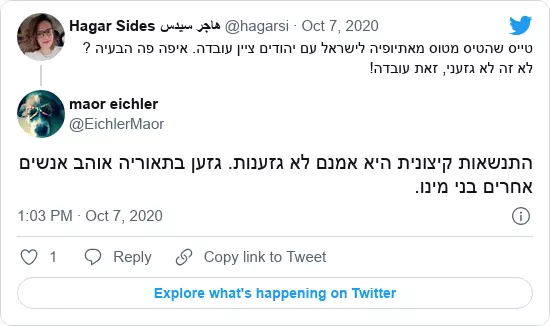 Hagar Sides هاجر سيدس @hagarsi · Oct 7, 2020
טייס שהטיס מטוס מאתיופיה לישראל עם יהודים ציין עובדה. איפה פה הבעיה ?
לא זה לא גזעני, זאת עובדה!
maor eichler
@EichlerMaor
התנשאות קיצונית היא אמנם לא גזענות. גזען בתאוריה אוהב אנשים
אחרים בני מינו.
1:03 PM · Oct 7, 2020
1 Reply Copy link to Tweet
Explore what's happening on Twitter